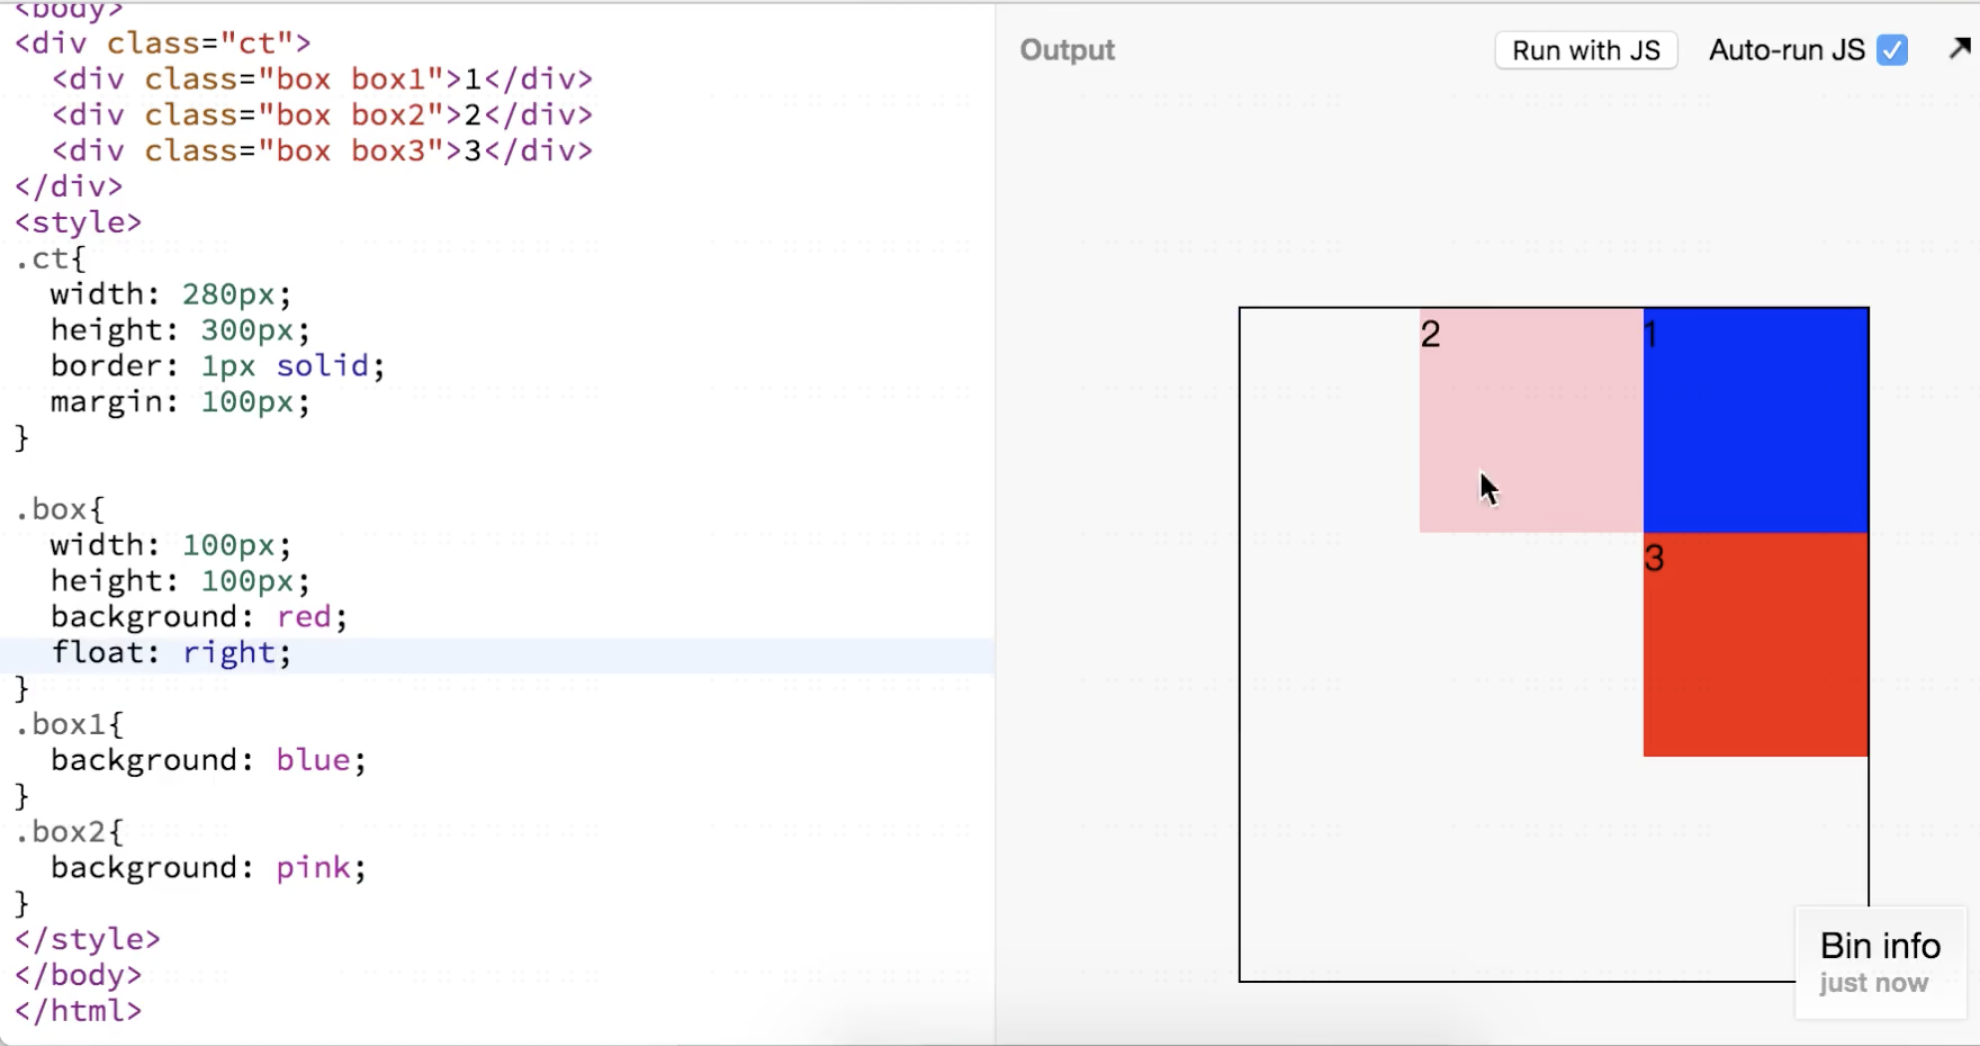 <body>
<div class="ct">
  <div class="box box1">1</div>
  <div class="box box2">2</div>
  <div class="box box3">3</div>
</div>
<style>
.ct{
  width: 280px;
  height: 300px;
  border: 1px solid;
  margin: 100px;
}

.box{
  width: 100px;
  height: 100px;
  background: red;
  float: right;
}
.box1{
  background: blue;
}
.box2{
  background: pink;
}
</style>
</body>
</html>
Output
Run with JS
Auto-run JS
2
1
3
Bin info
just now